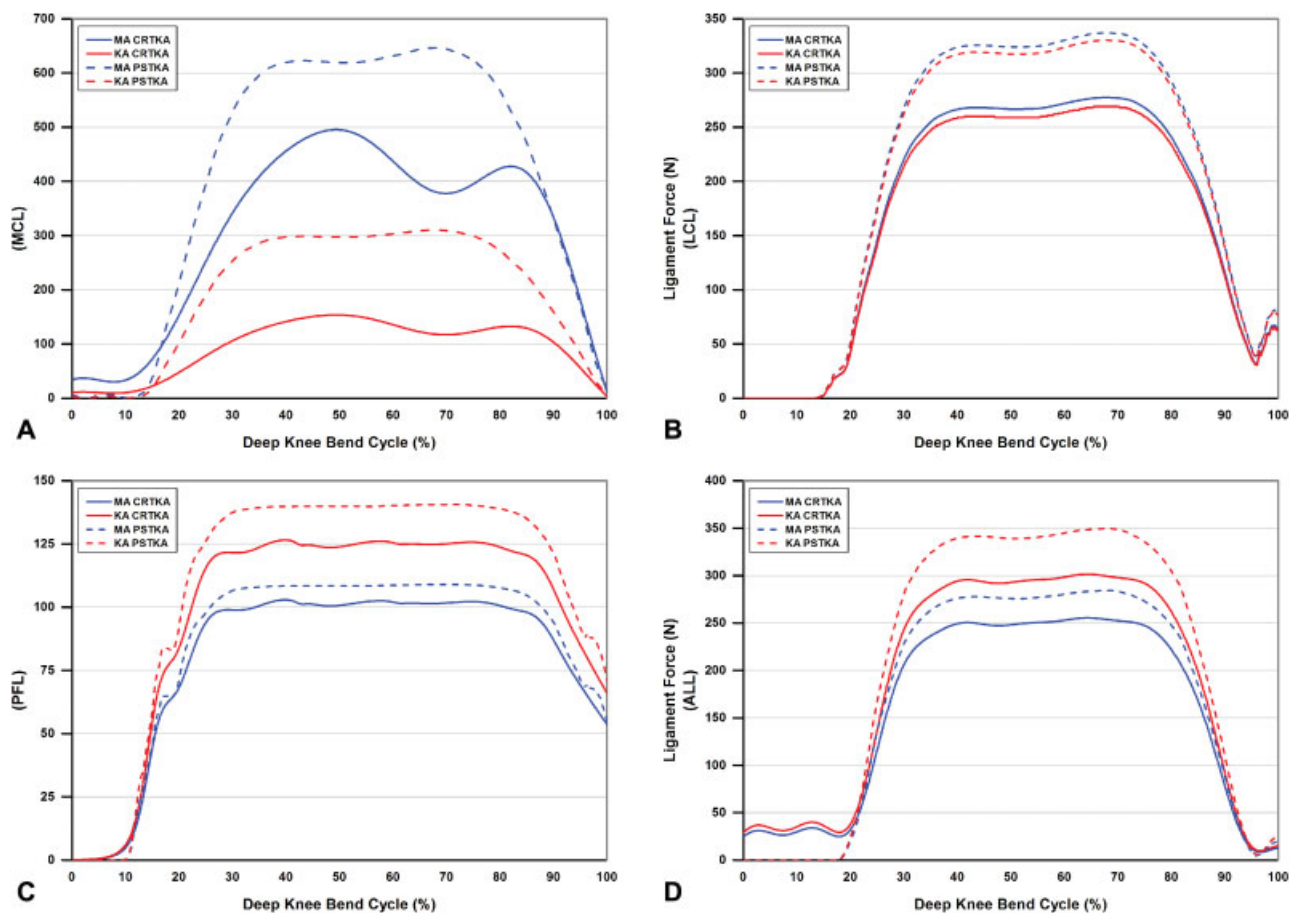 700
600
500
400
300
200
100
0
(MCL)
MA CRTKA
KA CRTKA
MA PSTKA
KA PSTKA
0 10 20 30 40 50 60 70 80 90 100
A
Deep Knee Bend Cycle (%)
350
300
250
200
150
100
50
0
Ligament Force (N)
(LCL)
MA CRTKA
KA CRTKA
MA PSTKA
KA PSTKA
0 10 20 30 40 50 60 70 80 90 100
B
Deep Knee Bend Cycle (%)
150
125
100
75
50
25
0
(PFL)
MA CRTKA
KA CRTKA
MA PSTKA
KA PSTKA
0 10 20 30 40 50 60 70 80 90 100
C
Deep Knee Bend Cycle (%)
400
350
300
250
200
150
100
50
0
Ligament Force (N)
(ALL)
MA CRTKA
KA CRTKA
MA PSTKA
KA PSTKA
0 10 20 30 40 50 60 70 80 90 100
D
Deep Knee Bend Cycle (%)